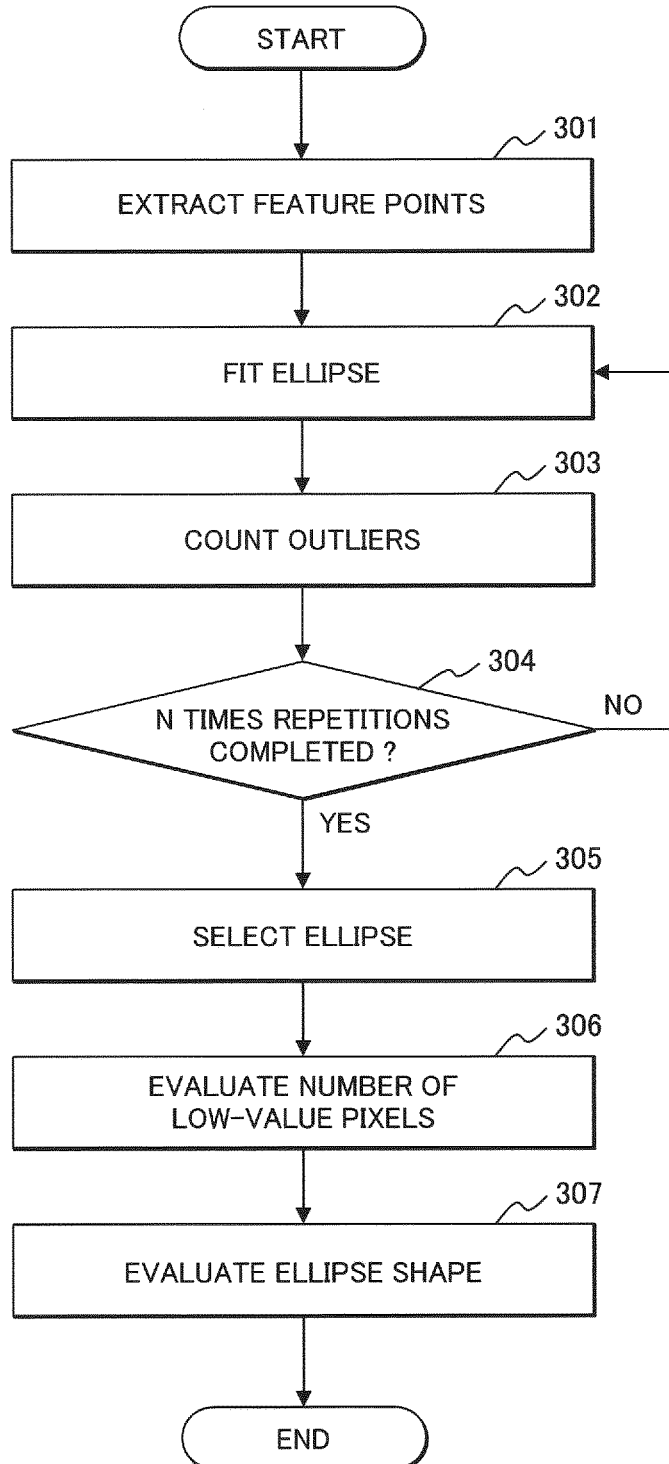 START
301
EXTRACT FEATURE POINTS
302
FIT ELLIPSE
303
COUNT OUTLIERS
304
N TIMES REPETITIONS
COMPLETED ?
NO
YES
305
SELECT ELLIPSE
306
EVALUATE NUMBER OF
LOW-VALUE PIXELS
307
EVALUATE ELLIPSE SHAPE
END